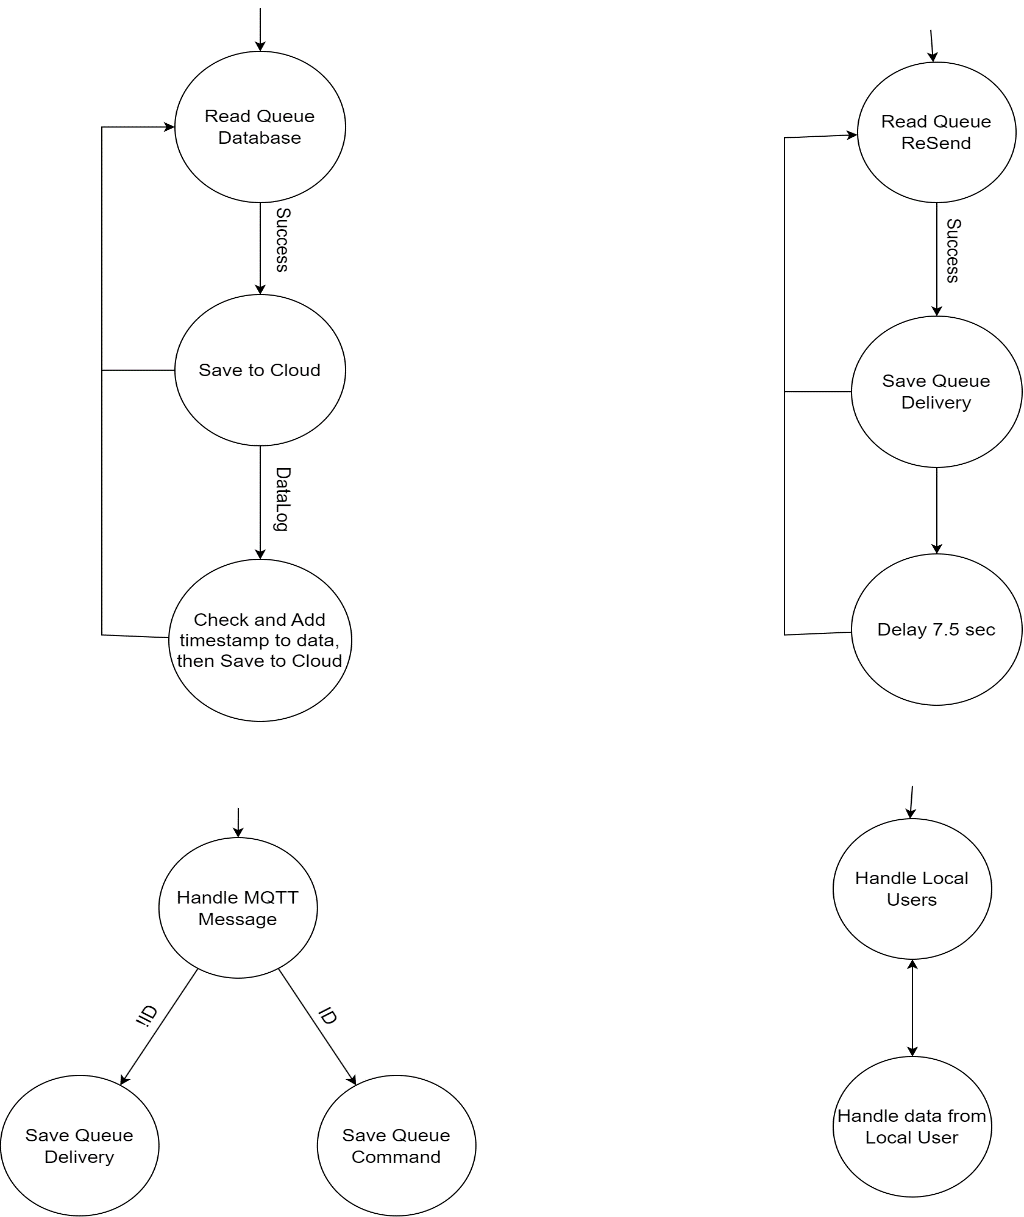 Read Queue
Database
Success
Save to Cloud
DataLog
Check and Add
timestamp to data,
then Save to Cloud
Read Queue
ReSend
Success
Save Queue
Delivery
Delay 7.5 sec
Handle MQTT
Message
!ID
ID
Save Queue
Delivery
Save Queue
Command
Handle Local
Users
Handle data from
Local User